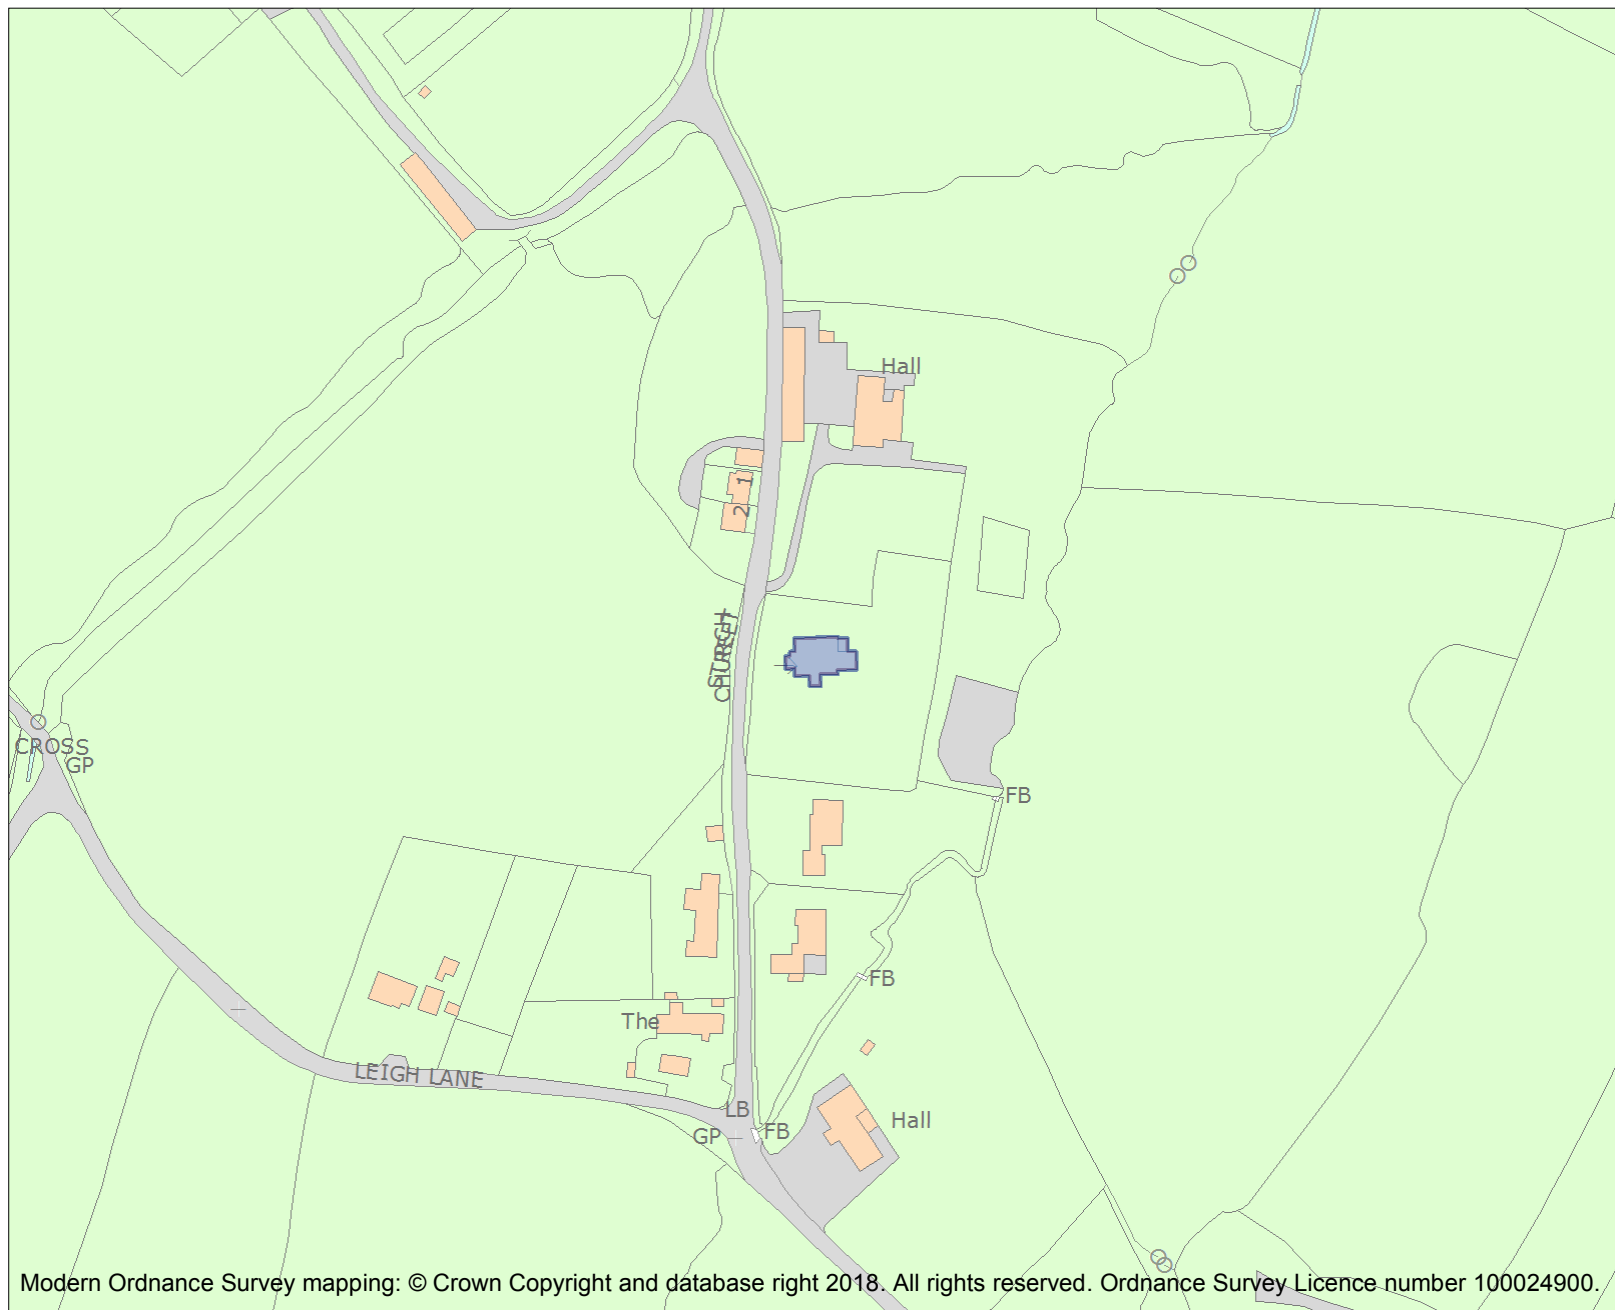 Hall
1
2
CHURCH
STREET
CROSS
GP
FB
FB
The
LEIGH LANE
LB
GP
FB
Hall
Modern Ordnance Survey mapping: © Crown Copyright and database right 2018. All rights reserved. Ordnance Survey Licence number 100024900.